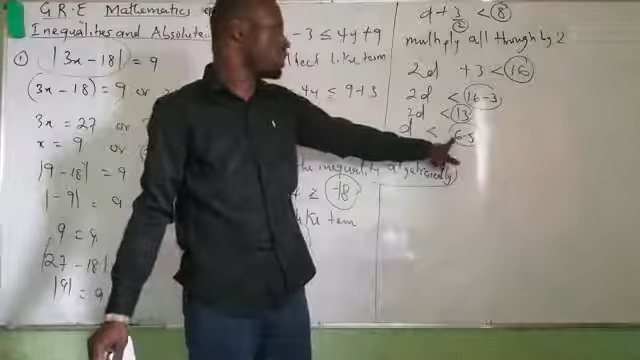 G.R.E Mathematics
Inequalities and Absolute
① |3x - 18| = 9
(3x - 18) = 9 or
3x = 27 or
x = 9 or
|9 - 18| = 9
|-9| = 9
9 = 9
|27 - 18|
|9| = 9
- 3 ≤ 4y + 9
like term
4y ≤ 9 + 3
the inequality algebraically)
≥ -18
like term
d + 3/2 < 8
multiply all through by 2
2d + 3 < 16
2d < 16 - 3
2d < 13
d < 6.5